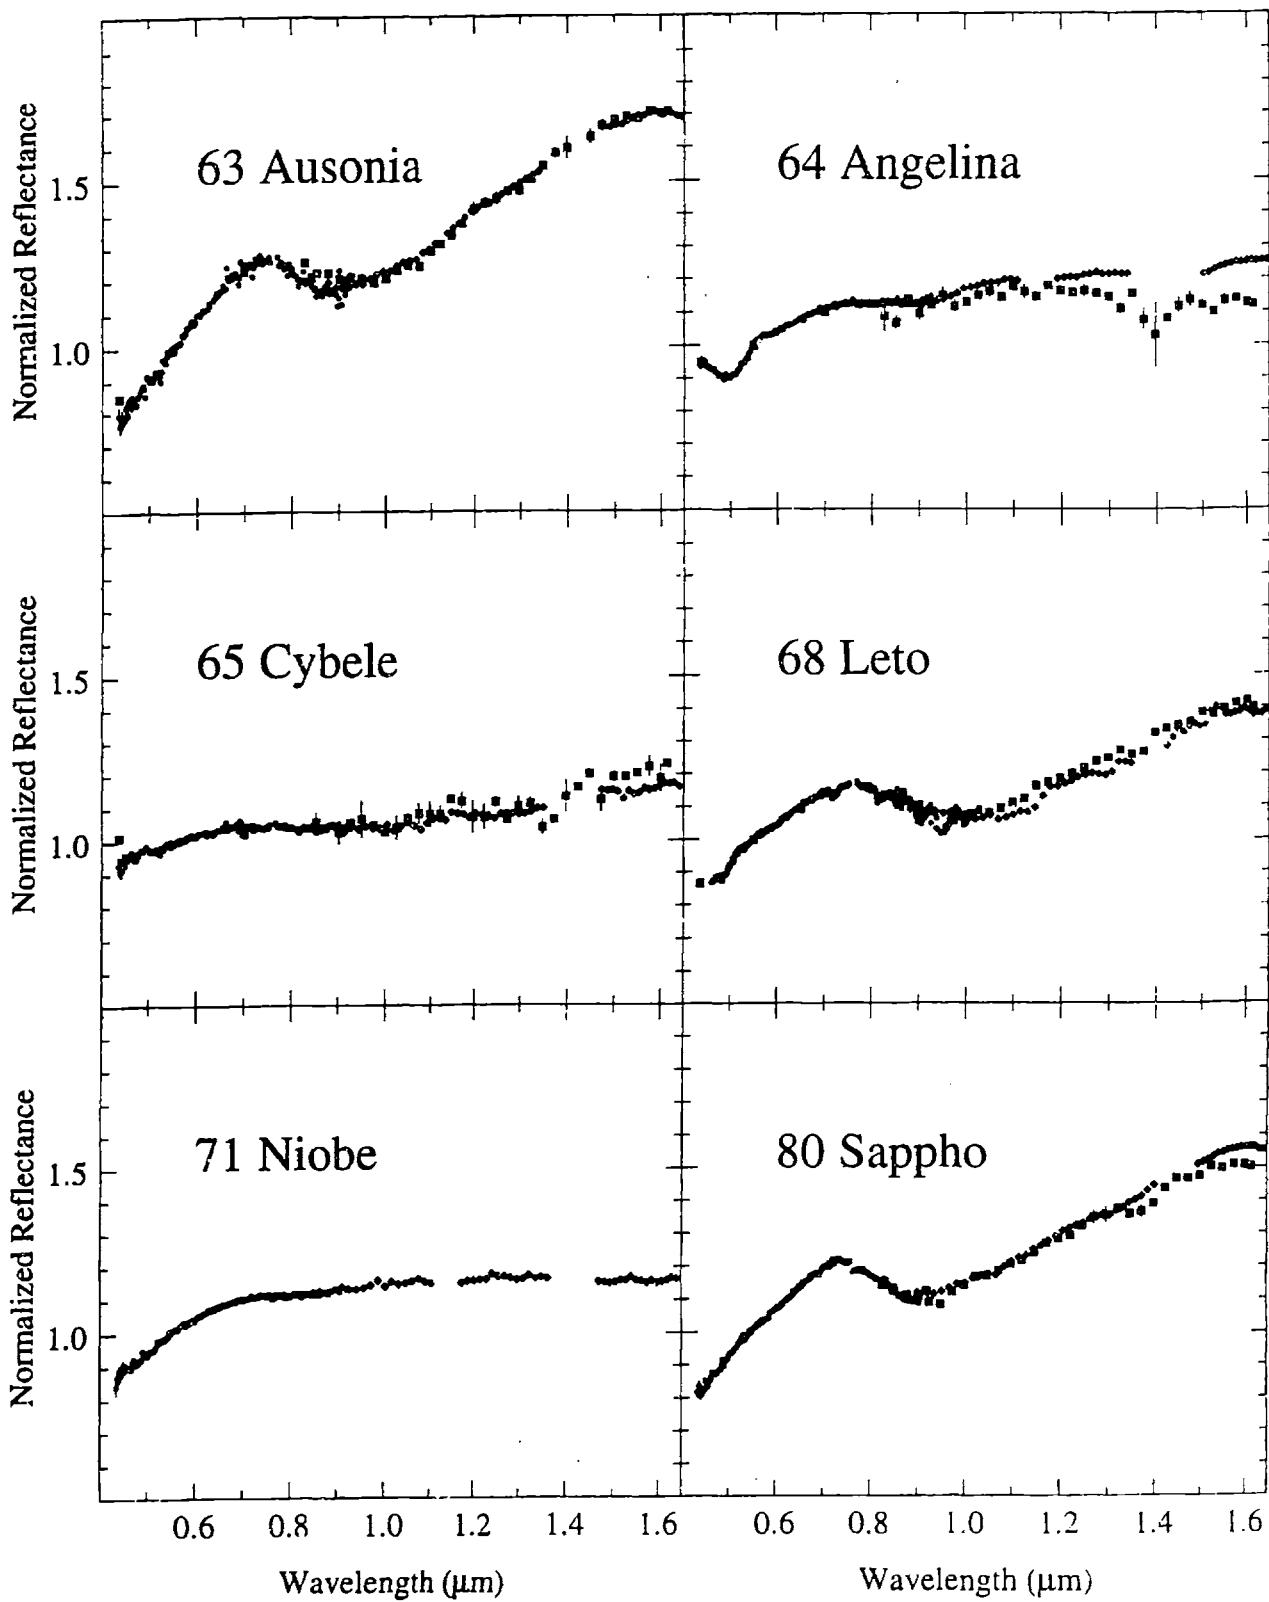 63 Ausonia
64 Angelina
Normalized Reflectance
1.5
1.0
65 Cybele
68 Leto
Normalized Reflectance
1.5
1.0
71 Niobe
80 Sappho
Normalized Reflectance
1.5
1.0
0.6 0.8 1.0 1.2 1.4 1.6
0.6 0.8 1.0 1.2 1.4 1.6
Wavelength (μm)
Wavelength (μm)